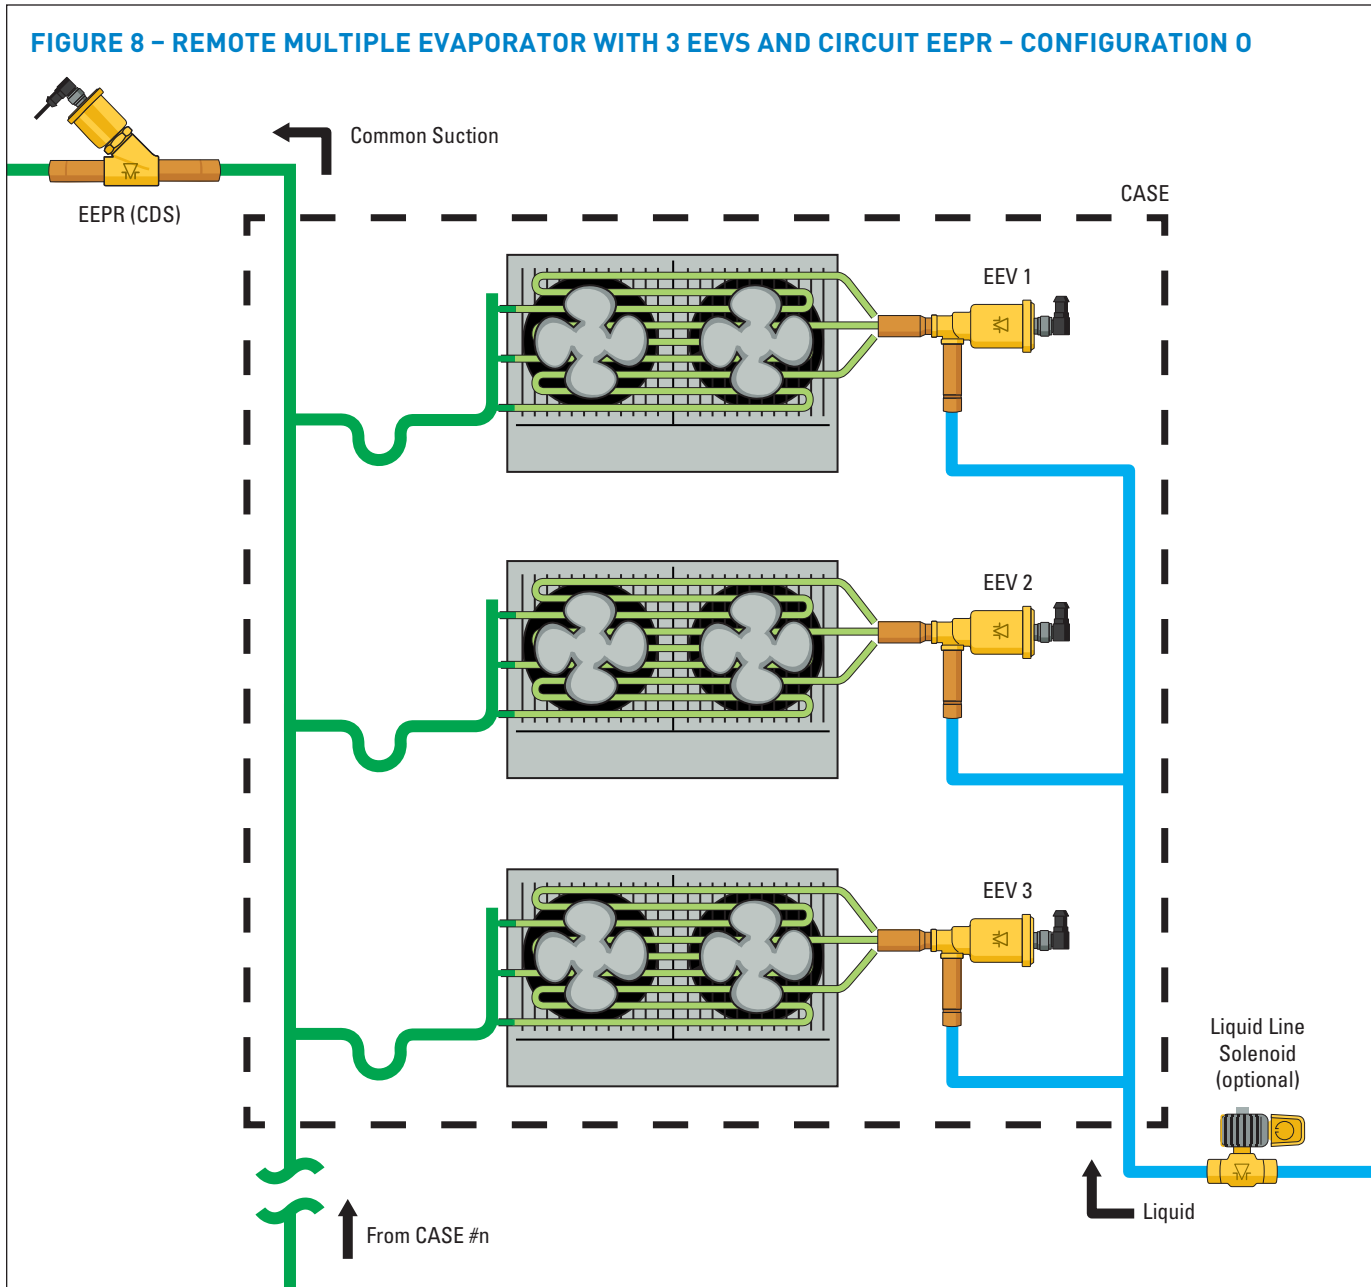 FIGURE 8 – REMOTE MULTIPLE EVAPORATOR WITH 3 EEVS AND CIRCUIT EEPR – CONFIGURATION O
Common Suction
EEPR (CDS)
CASE
EEV 1
EEV 2
EEV 3
Liquid Line
Solenoid
(optional)
Liquid
From CASE #n